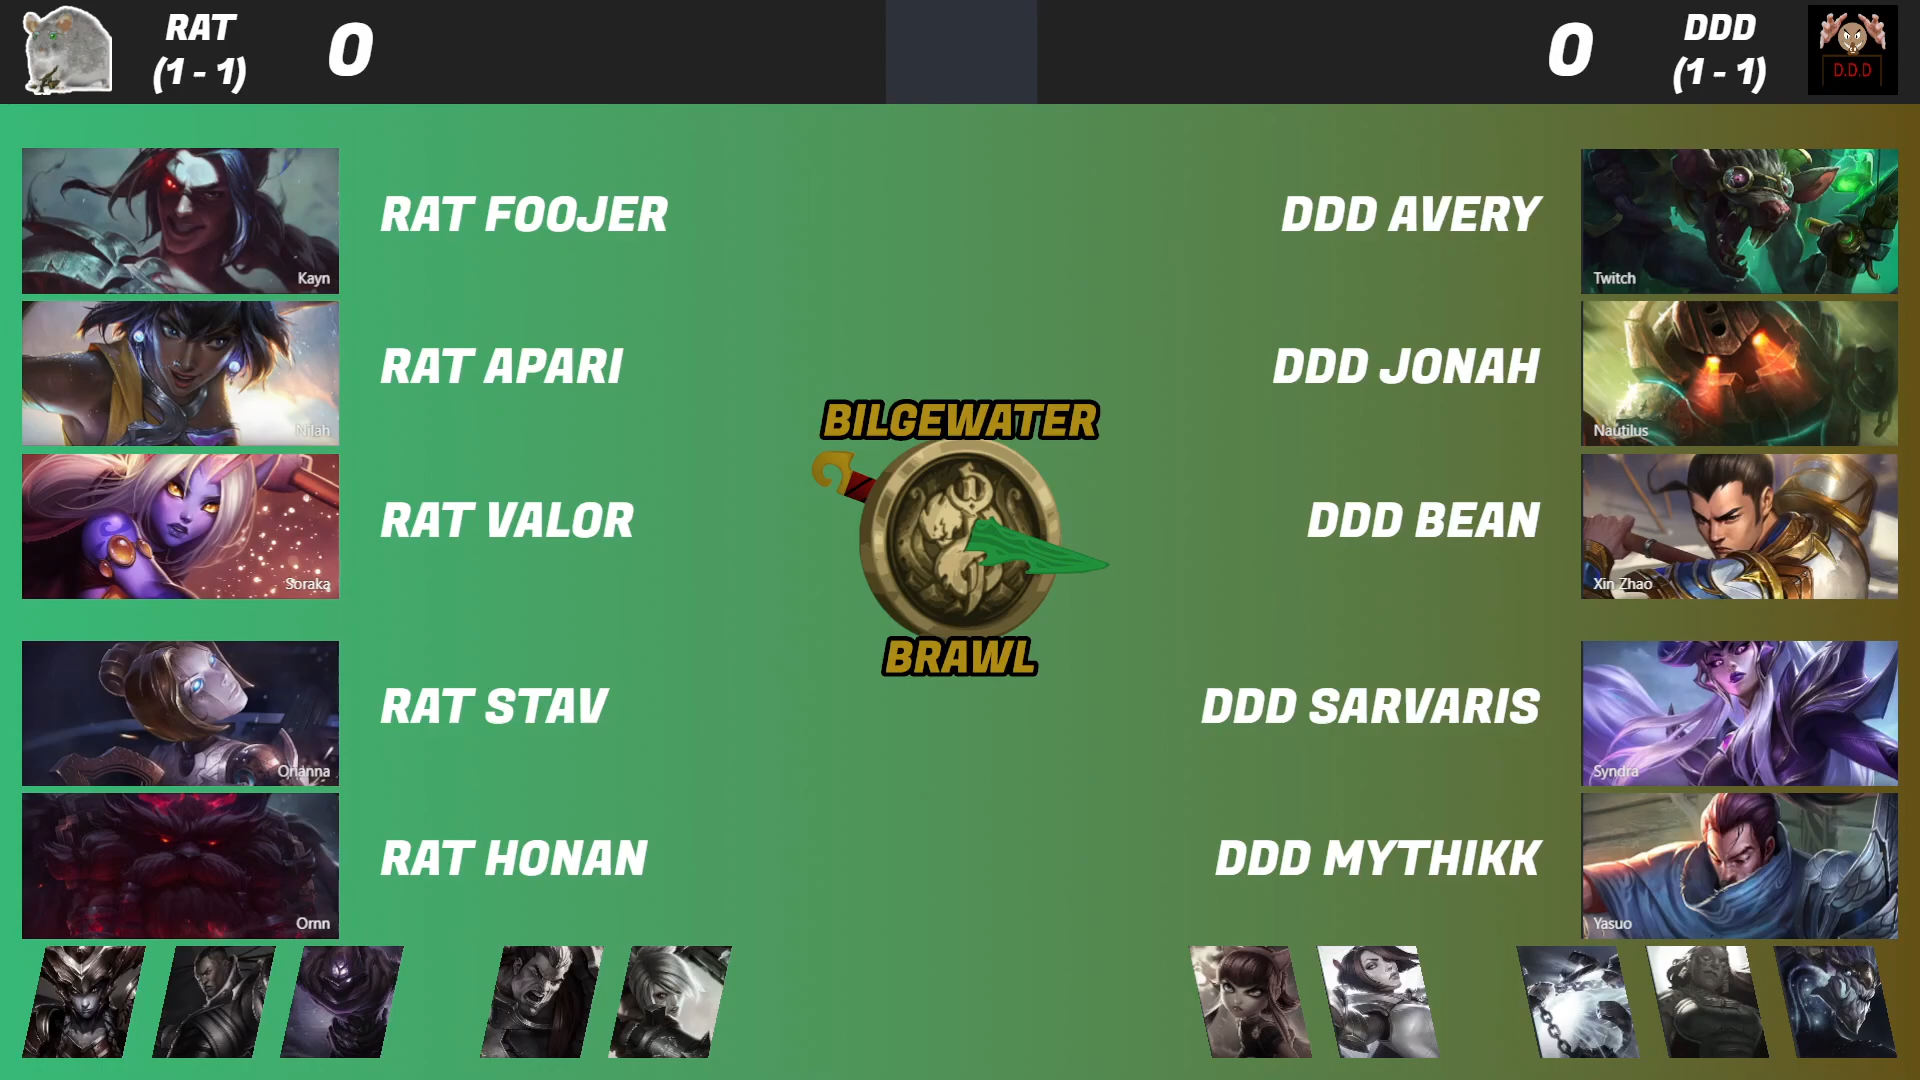 RAT
(1 - 1)
0
0
DDD
(1 - 1)
D.D.D
Kayn
RAT FOOJER
DDD AVERY
Twitch
Nilah
RAT APARI
DDD JONAH
Nautilus
BILGEWATER
Soraka
RAT VALOR
DDD BEAN
Xin Zhao
BRAWL
Orianna
RAT STAV
DDD SARVARIS
Syndra
Ornn
RAT HONAN
DDD MYTHIKK
Yasuo